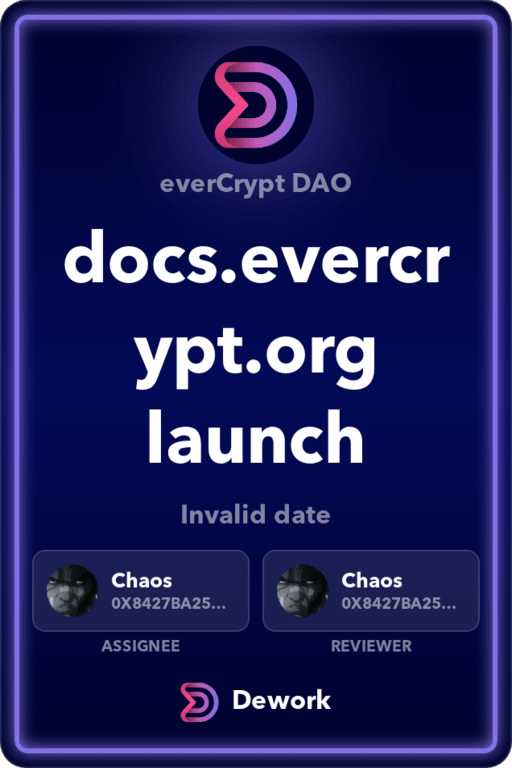 everCrypt DAO
docs.evercr
ypt.org
launch
Invalid date
Chaos
0X8427BA25...
Chaos
0X8427BA25...
ASSIGNEE
REVIEWER
Dework